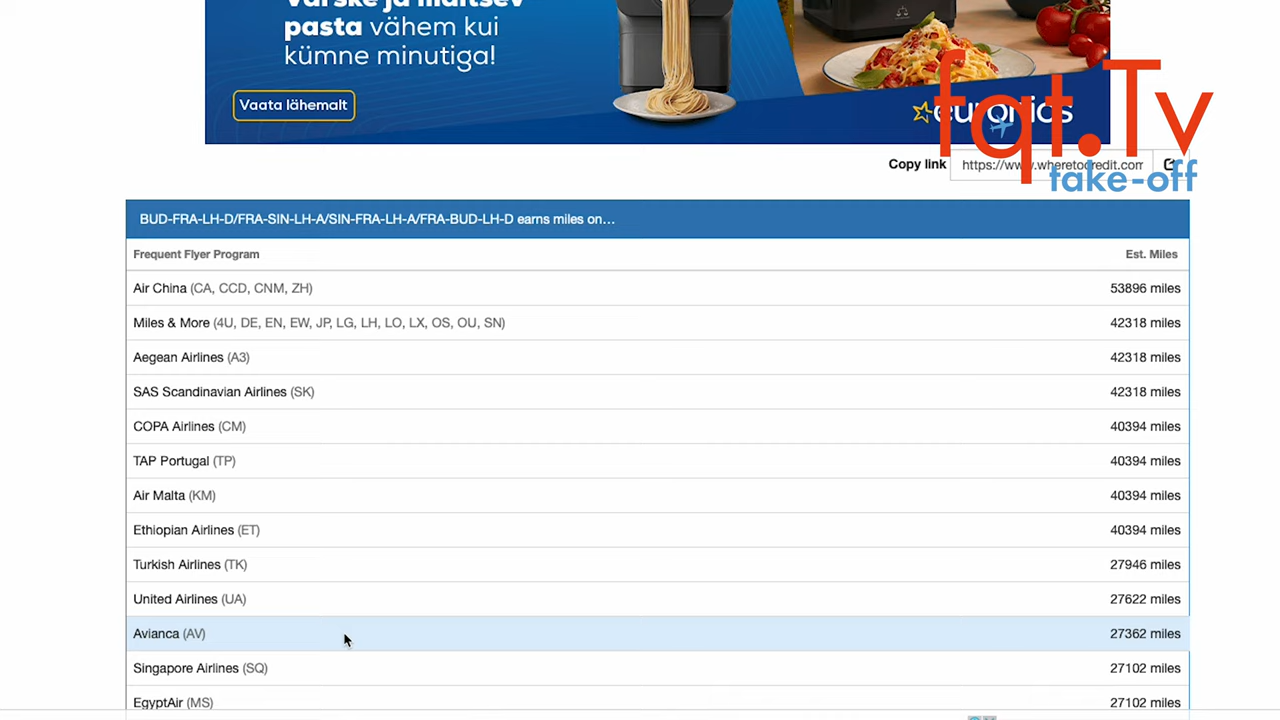 värske ja maitsev
pasta vähem kui
kümne minutiga!
Vaata lähemalt
euronics
fqt.Tv
take-off
Copy link
https://www.wheretocredit.com
BUD-FRA-LH-D/FRA-SIN-LH-A/SIN-FRA-LH-A/FRA-BUD-LH-D earns miles on...
Frequent Flyer Program Est. Miles
Air China (CA, CCD, CNM, ZH) 53896 miles
Miles & More (4U, DE, EN, EW, JP, LG, LH, LO, LX, OS, OU, SN) 42318 miles
Aegean Airlines (A3) 42318 miles
SAS Scandinavian Airlines (SK) 42318 miles
COPA Airlines (CM) 40394 miles
TAP Portugal (TP) 40394 miles
Air Malta (KM) 40394 miles
Ethiopian Airlines (ET) 40394 miles
Turkish Airlines (TK) 27946 miles
United Airlines (UA) 27622 miles
Avianca (AV) 27362 miles
Singapore Airlines (SQ) 27102 miles
EgyptAir (MS) 27102 miles